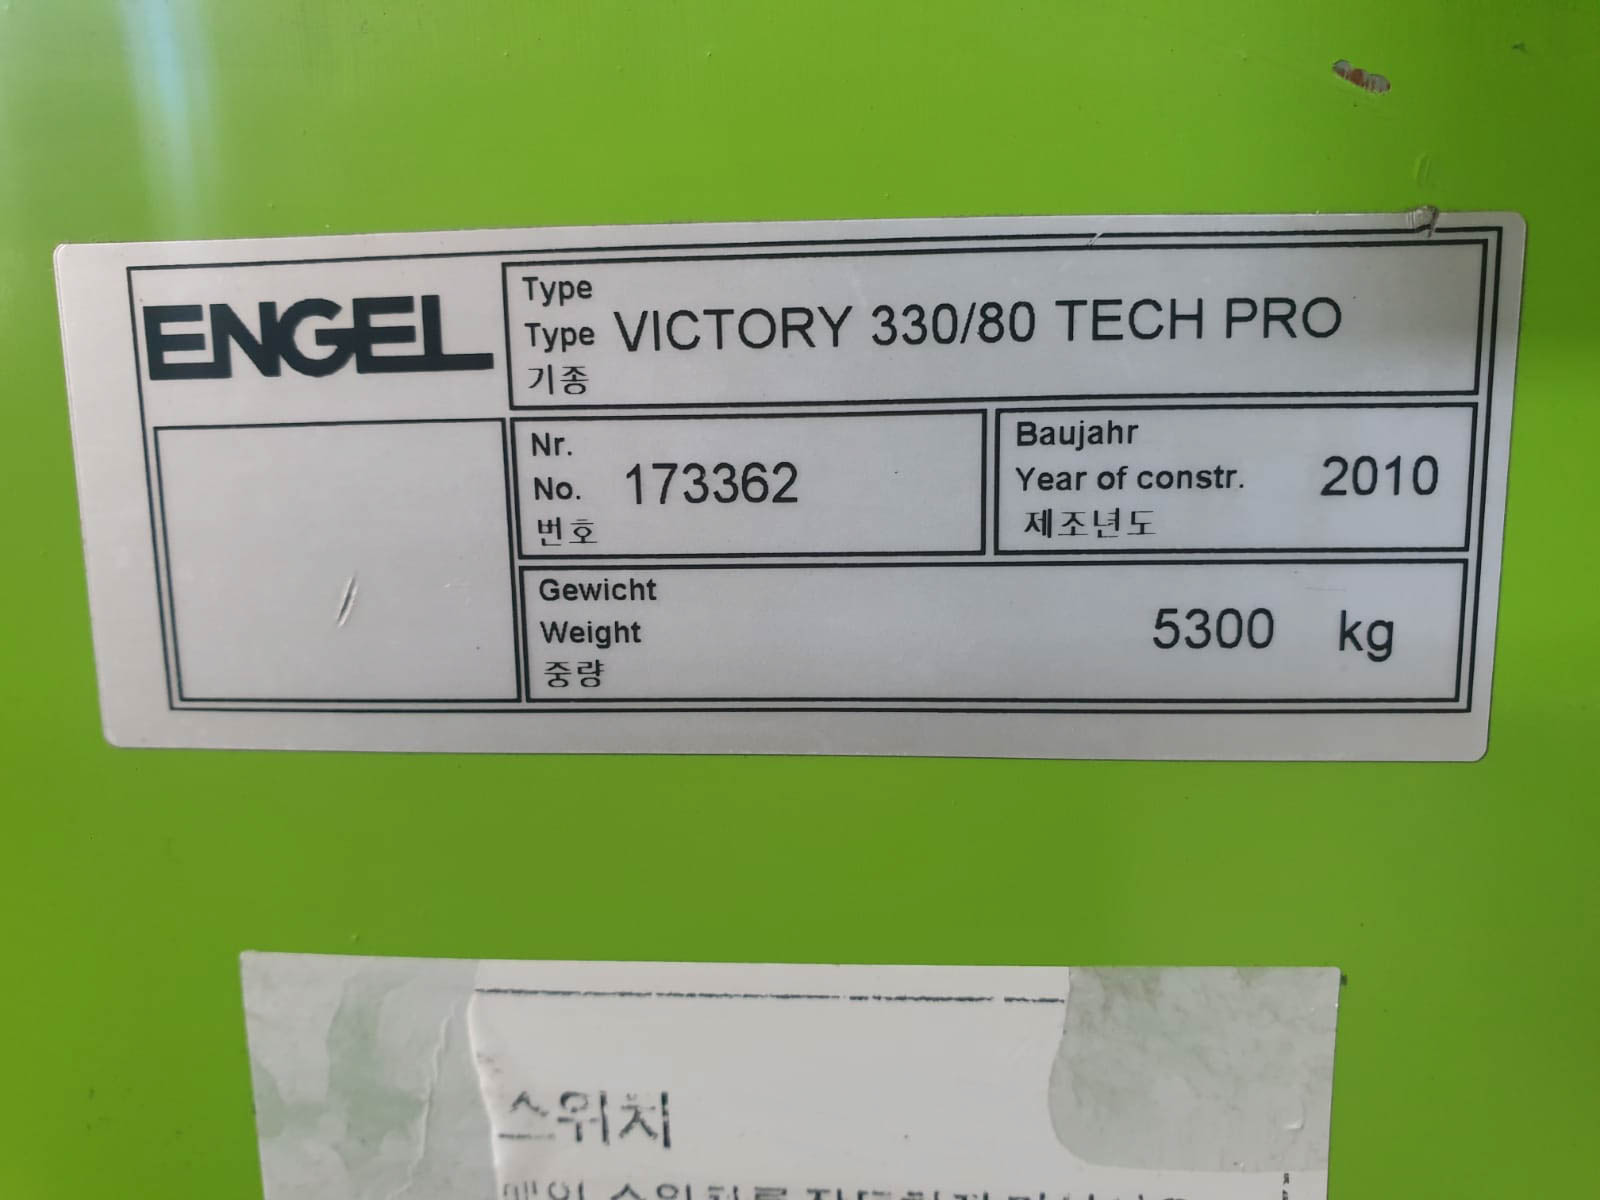 ENGEL
Type
Type VICTORY 330/80 TECH PRO
기종
Nr.
No. 173362
번호
Baujahr
Year of constr. 2010
제조년도
Gewicht
Weight 5300 kg
중량
스위치